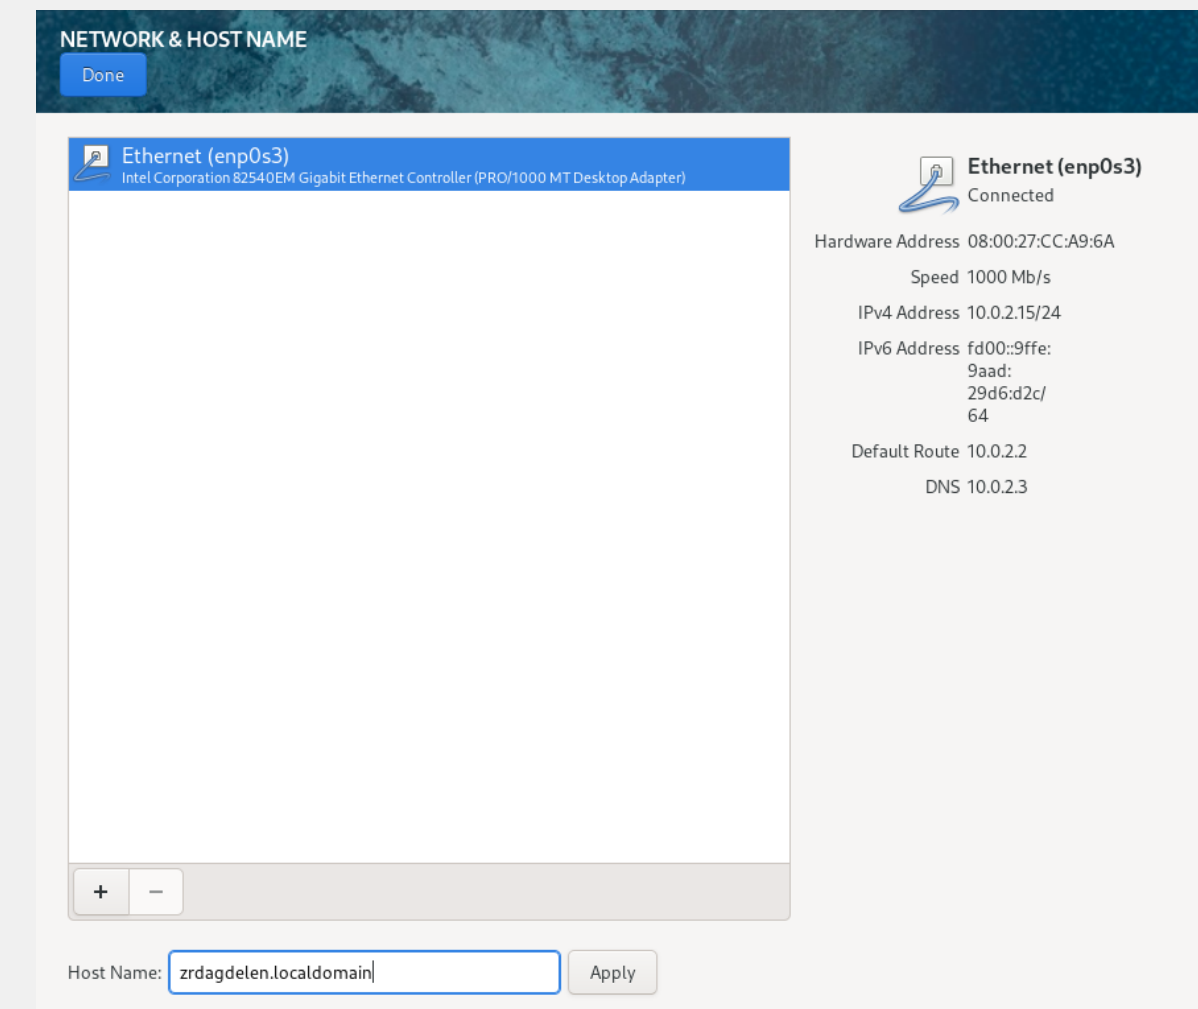 NETWORK & HOST NAME
Done
Ethernet (enp0s3)
Intel Corporation 82540EM Gigabit Ethernet Controller (PRO/1000 MT Desktop Adapter)
Ethernet (enp0s3)
Connected
Hardware Address 08:00:27:CC:A9:6A
Speed 1000 Mb/s
IPv4 Address 10.0.2.15/24
IPv6 Address fd00::9ffe:
9aad:
29d6:d2c/
64
Default Route 10.0.2.2
DNS 10.0.2.3
+ −
Host Name: zrdagdelen.localdomain Apply